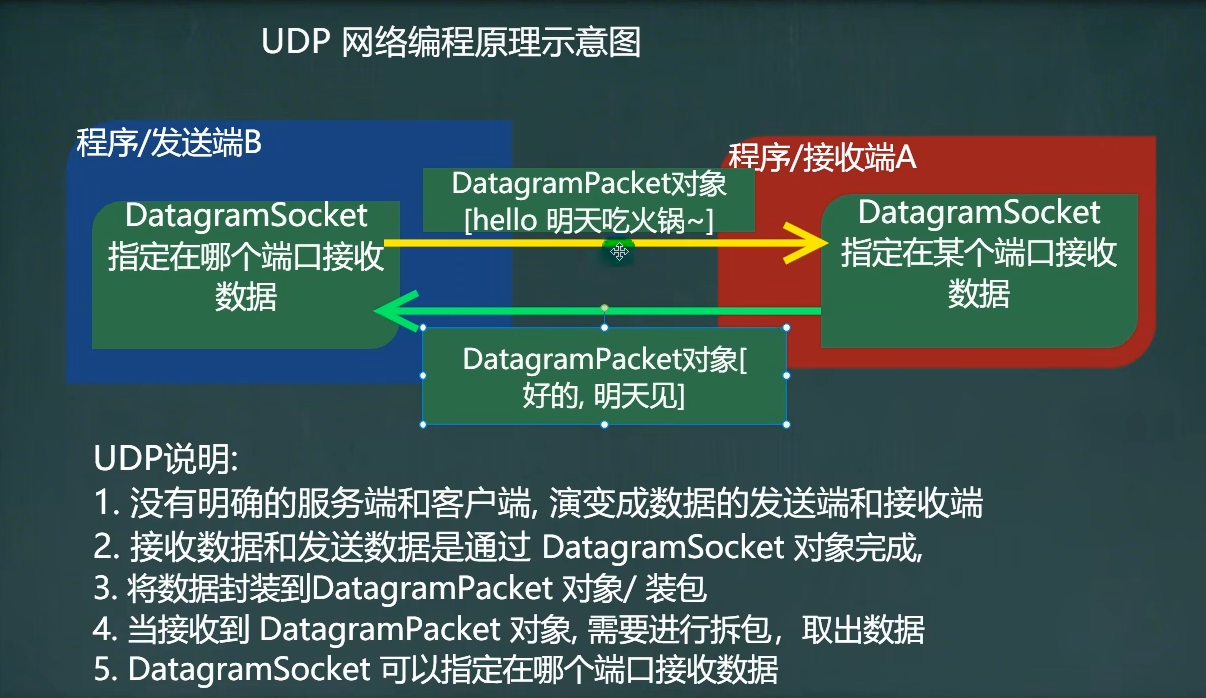 UDP 网络编程原理示意图
程序/发送端B
程序/接收端A
DatagramPacket对象
[hello 明天吃火锅~]
DatagramSocket
指定在哪个端口接收
数据
DatagramSocket
指定在某个端口接收
数据
DatagramPacket对象[
好的, 明天见]
UDP说明:
1. 没有明确的服务端和客户端, 演变成数据的发送端和接收端
2. 接收数据和发送数据是通过 DatagramSocket 对象完成,
3. 将数据封装到DatagramPacket 对象/ 装包
4. 当接收到 DatagramPacket 对象, 需要进行拆包，取出数据
5. DatagramSocket 可以指定在哪个端口接收数据